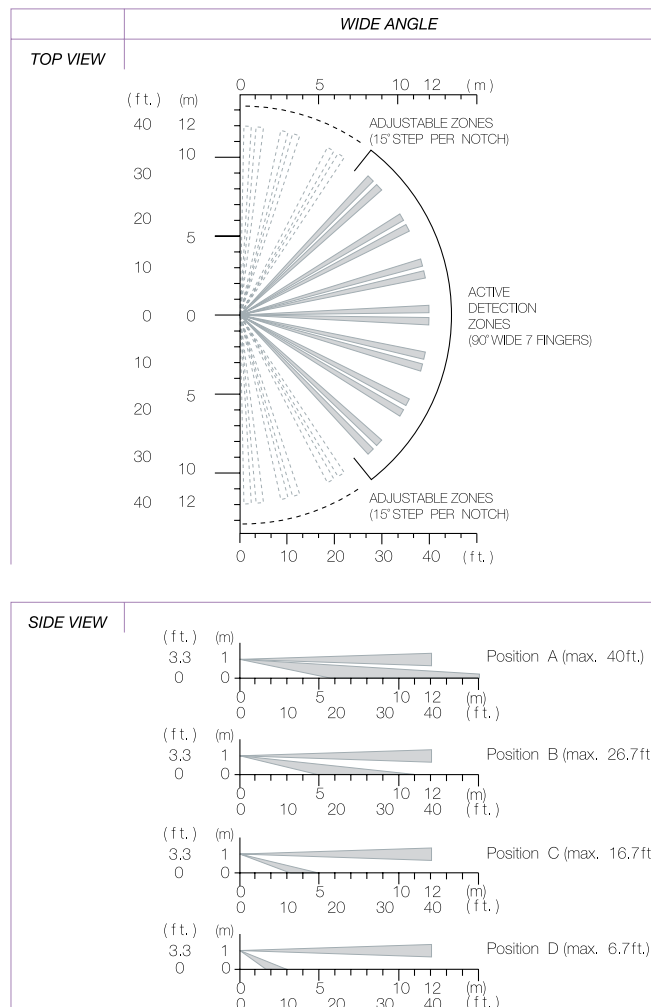 WIDE ANGLE
TOP VIEW
0 5 10 12 (m)
(ft.) (m)
40 12
10
30
20
5
10
0 0
10
5
20
30
10
40 12
ADJUSTABLE ZONES
(15° STEP PER NOTCH)
ACTIVE
DETECTION
ZONES
(90° WIDE 7 FINGERS)
ADJUSTABLE ZONES
(15° STEP PER NOTCH)
0 10 20 30 40 (ft.)
SIDE VIEW
(ft.) (m)
3.3 1 Position A (max. 40ft.)
0 0
0 5 10 12 (m)
0 10 20 30 40 (ft.)
(ft.) (m)
3.3 1 Position B (max. 26.7ft
0 0
0 5 10 12 (m)
0 10 20 30 40 (ft.)
(ft.) (m)
3.3 1 Position C (max. 16.7ft
0 0
0 5 10 12 (m)
0 10 20 30 40 (ft.)
(ft.) (m)
3.3 1 Position D (max. 6.7ft.)
0 0
0 5 10 12 (m)
0 10 20 30 40 (ft.)